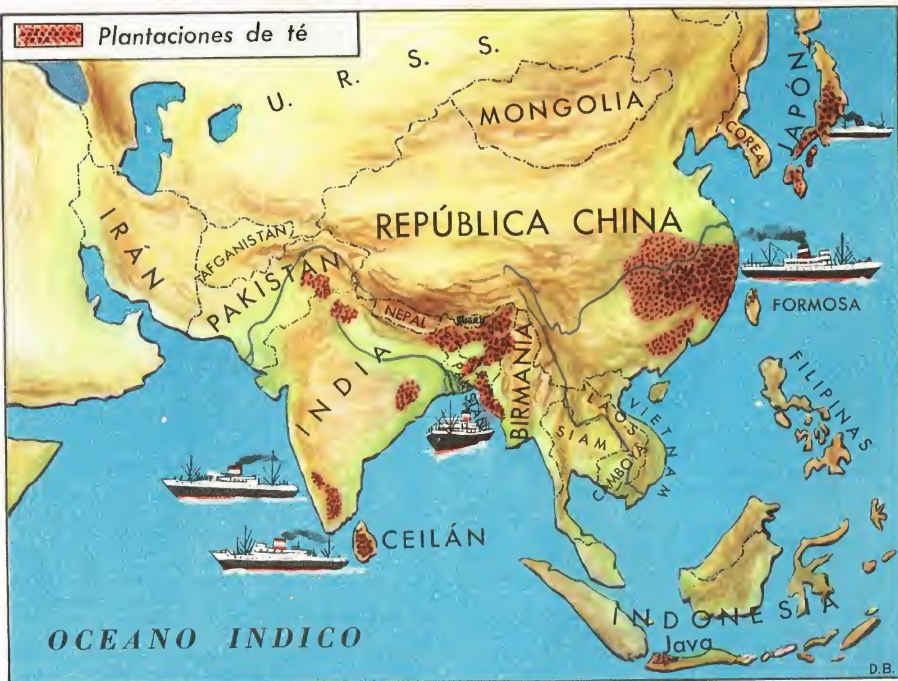 Plantaciones de té
U. R. S. S.
MONGOLIA
JAPÓN
COREA
REPÚBLICA CHINA
IRÁN
AFGANISTÁN
PAKISTÁN
NEPAL
FORMOSA
INDIA
PAKISTÁN
BIRMANIA
LAOS
VIETNAM
SIAM
CAMBOYA
FILIPINAS
CEILÁN
INDONESIA
Java
OCEANO INDICO
D.B.